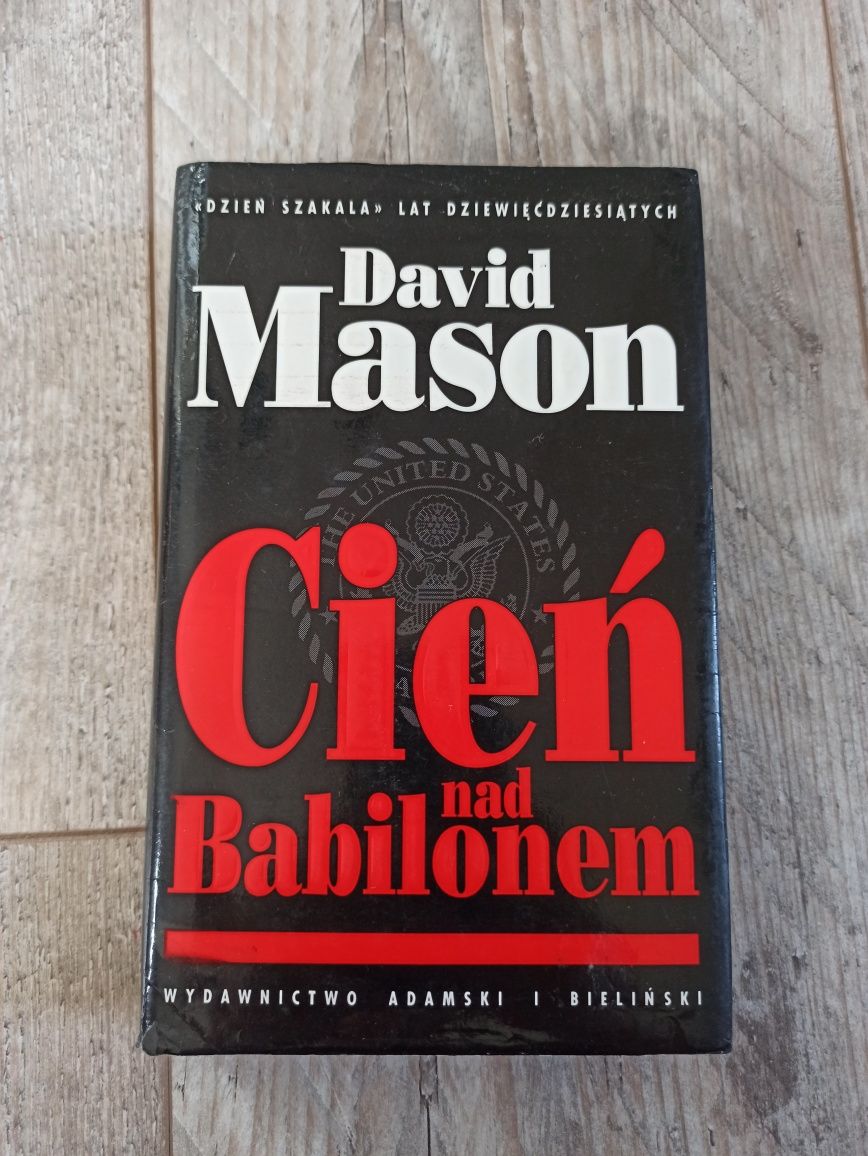 «DZIEŃ SZAKALA» LAT DZIEWIĘĆDZIESIĄTYCH
David
Mason
THE UNITED STATES
Cień
nad
Babilonem
WYDAWNICTWO ADAMSKI I BIELIŃSKI